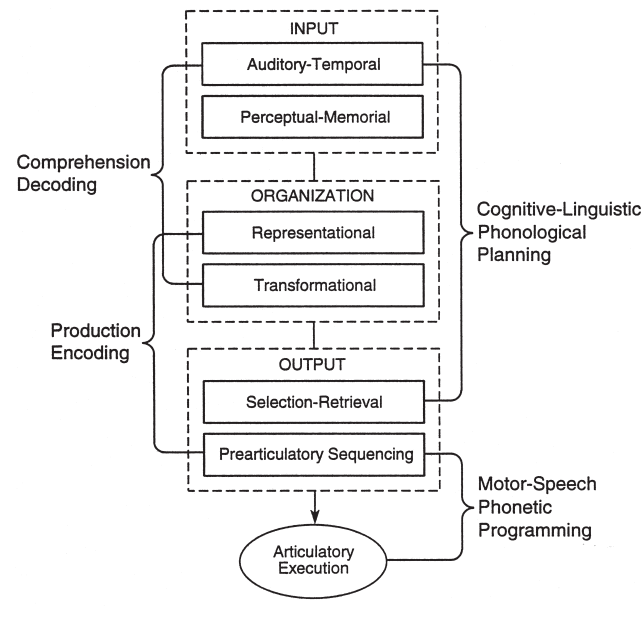 INPUT
Auditory-Temporal
Perceptual-Memorial
Comprehension
Decoding
ORGANIZATION
Representational
Transformational
Cognitive-Linguistic
Phonological
Planning
Production
Encoding
OUTPUT
Selection-Retrieval
Prearticulatory Sequencing
Motor-Speech
Phonetic
Programming
Articulatory
Execution